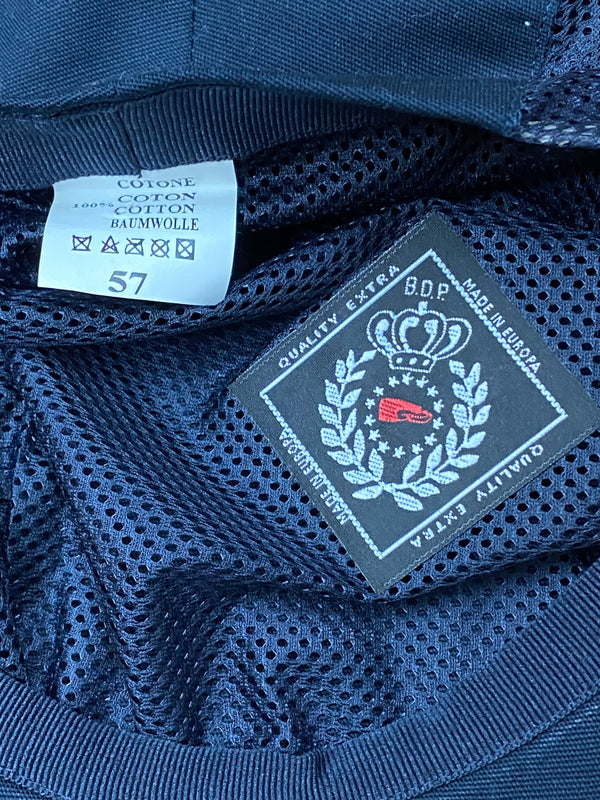 COTONE
100% COTON
COTTON
BAUMWOLLE
57
QUALITY EXTRA
B.D.P.
MADE IN EUROPA
MADE IN EUROPA
QUALITY EXTRA